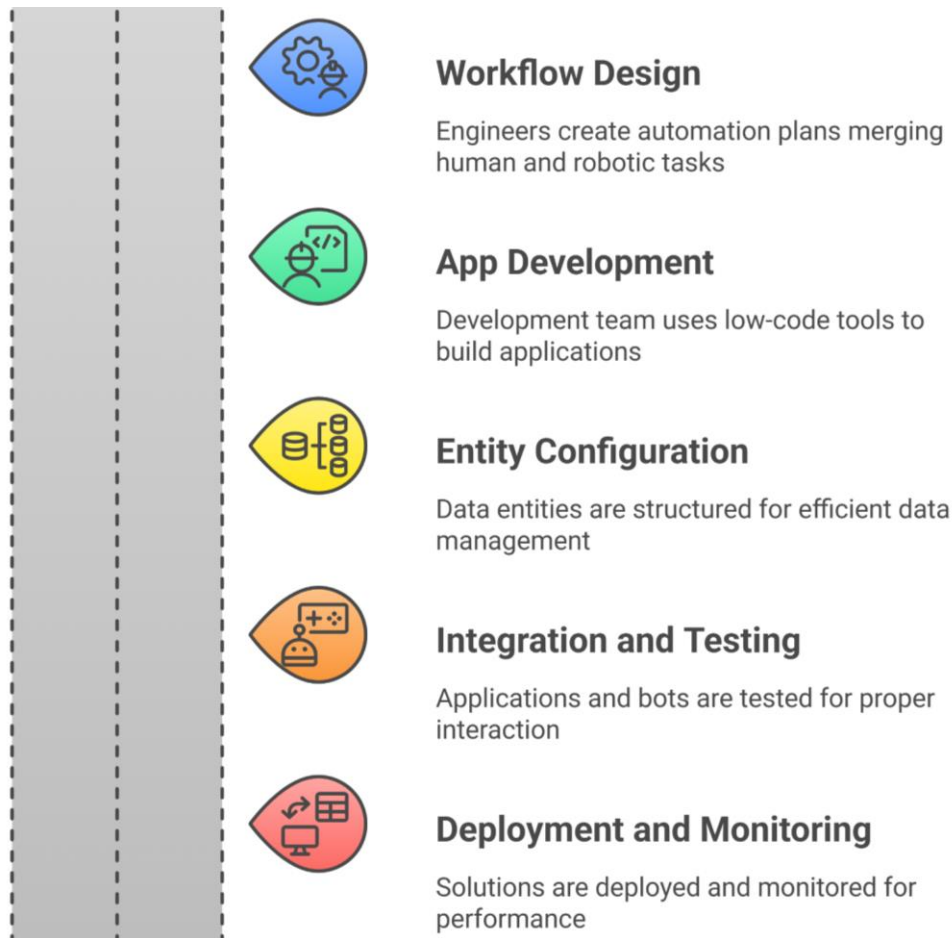 Workflow Design
Engineers create automation plans merging
human and robotic tasks
App Development
Development team uses low-code tools to
build applications
Entity Configuration
Data entities are structured for efficient data
management
Integration and Testing
Applications and bots are tested for proper
interaction
Deployment and Monitoring
Solutions are deployed and monitored for
performance